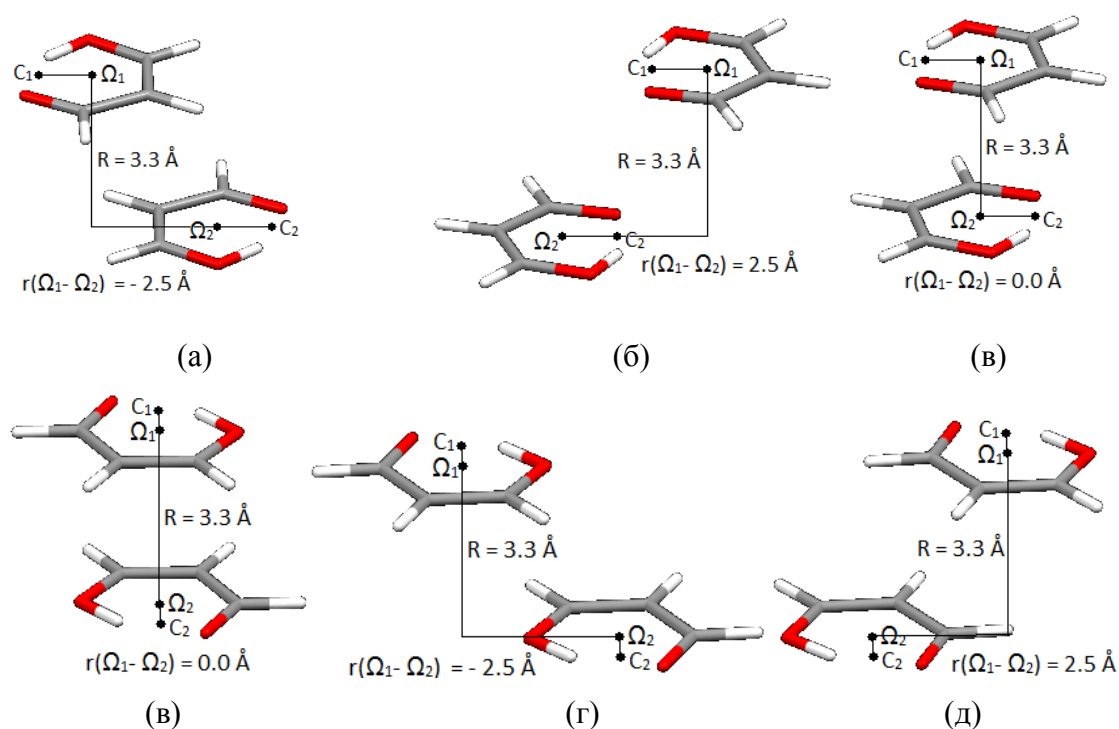 C₁ Ω₁
R = 3.3 Å
Ω₂ C₂
r(Ω₁- Ω₂) = - 2.5 Å
(а)
C₁ Ω₁
R = 3.3 Å
Ω₂ C₂
r(Ω₁- Ω₂) = 2.5 Å
(б)
C₁ Ω₁
R = 3.3 Å
Ω₂ C₂
r(Ω₁- Ω₂) = 0.0 Å
(в)
C₁
Ω₁
R = 3.3 Å
Ω₂
C₂
r(Ω₁- Ω₂) = 0.0 Å
(в)
C₁
Ω₁
R = 3.3 Å
Ω₂
C₂
r(Ω₁- Ω₂) = - 2.5 Å
(г)
C₁
Ω₁
R = 3.3 Å
Ω₂
C₂
r(Ω₁- Ω₂) = 2.5 Å
(д)